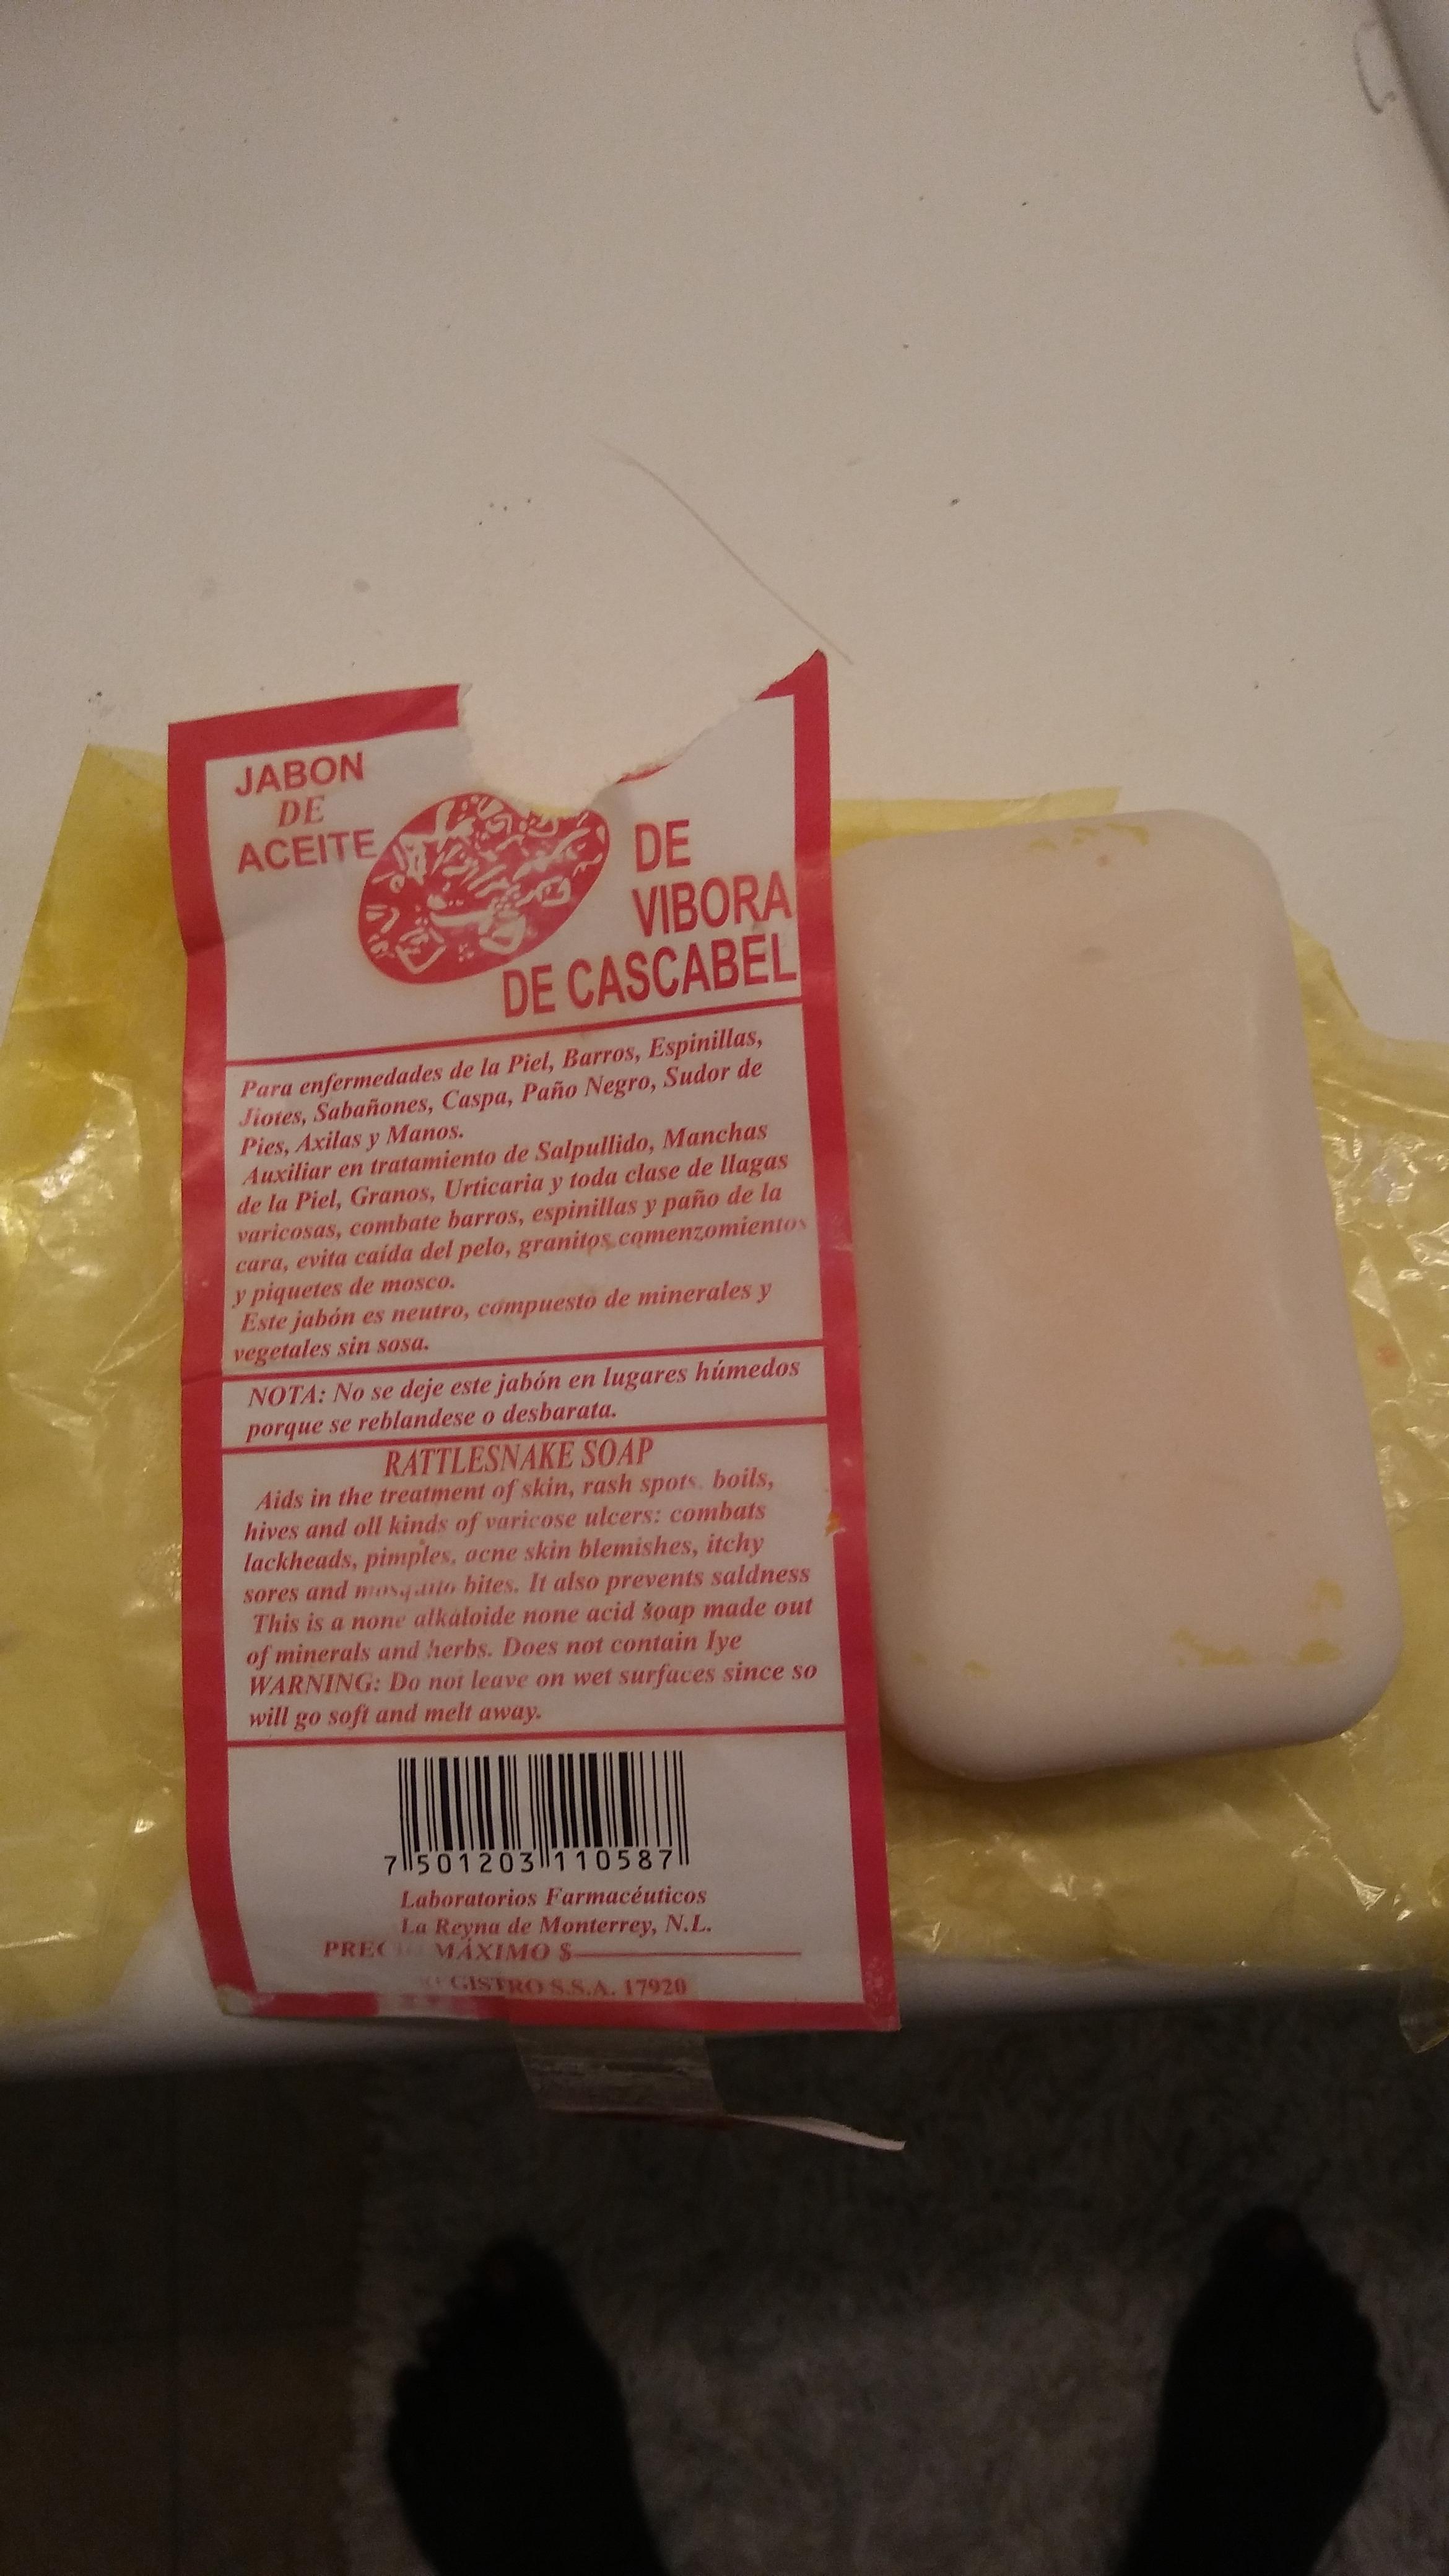 JABON
DE
ACEITE
DE
VIBORA
DE CASCABEL
Para enfermedades de la Piel, Barros, Espinillas,
Jiotes, Sabañones, Caspa, Paño Negro, Sudor de
Pies, Axilas y Manos.
Auxiliar en tratamiento de Salpullido, Manchas
de la Piel, Granos, Urticaria y toda clase de llagas
varicosas, combate barros, espinillas y paño de la
cara, evita caída del pelo, granitos comenzomientos
y piquetes de mosco.
Este jabón es neutro, compuesto de minerales y
vegetales sin sosa.
NOTA: No se deje este jabón en lugares húmedos
porque se reblandese o desbarata.
RATTLESNAKE SOAP
Aids in the treatment of skin, rash spots. boils,
hives and oll kinds of varicose ulcers: combats
lackheads, pimples, acne skin blemishes, itchy
sores and mosquito bites. It also prevents saldness
This is a none alkaloide none acid soap made out
of minerals and herbs. Does not contain Iye
WARNING: Do not leave on wet surfaces since so
will go soft and melt away.
7 501203 110587
Laboratorios Farmacéuticos
La Reyna de Monterrey, N.L.
MÁXIMO $
GISTRO S.S.A. 17920